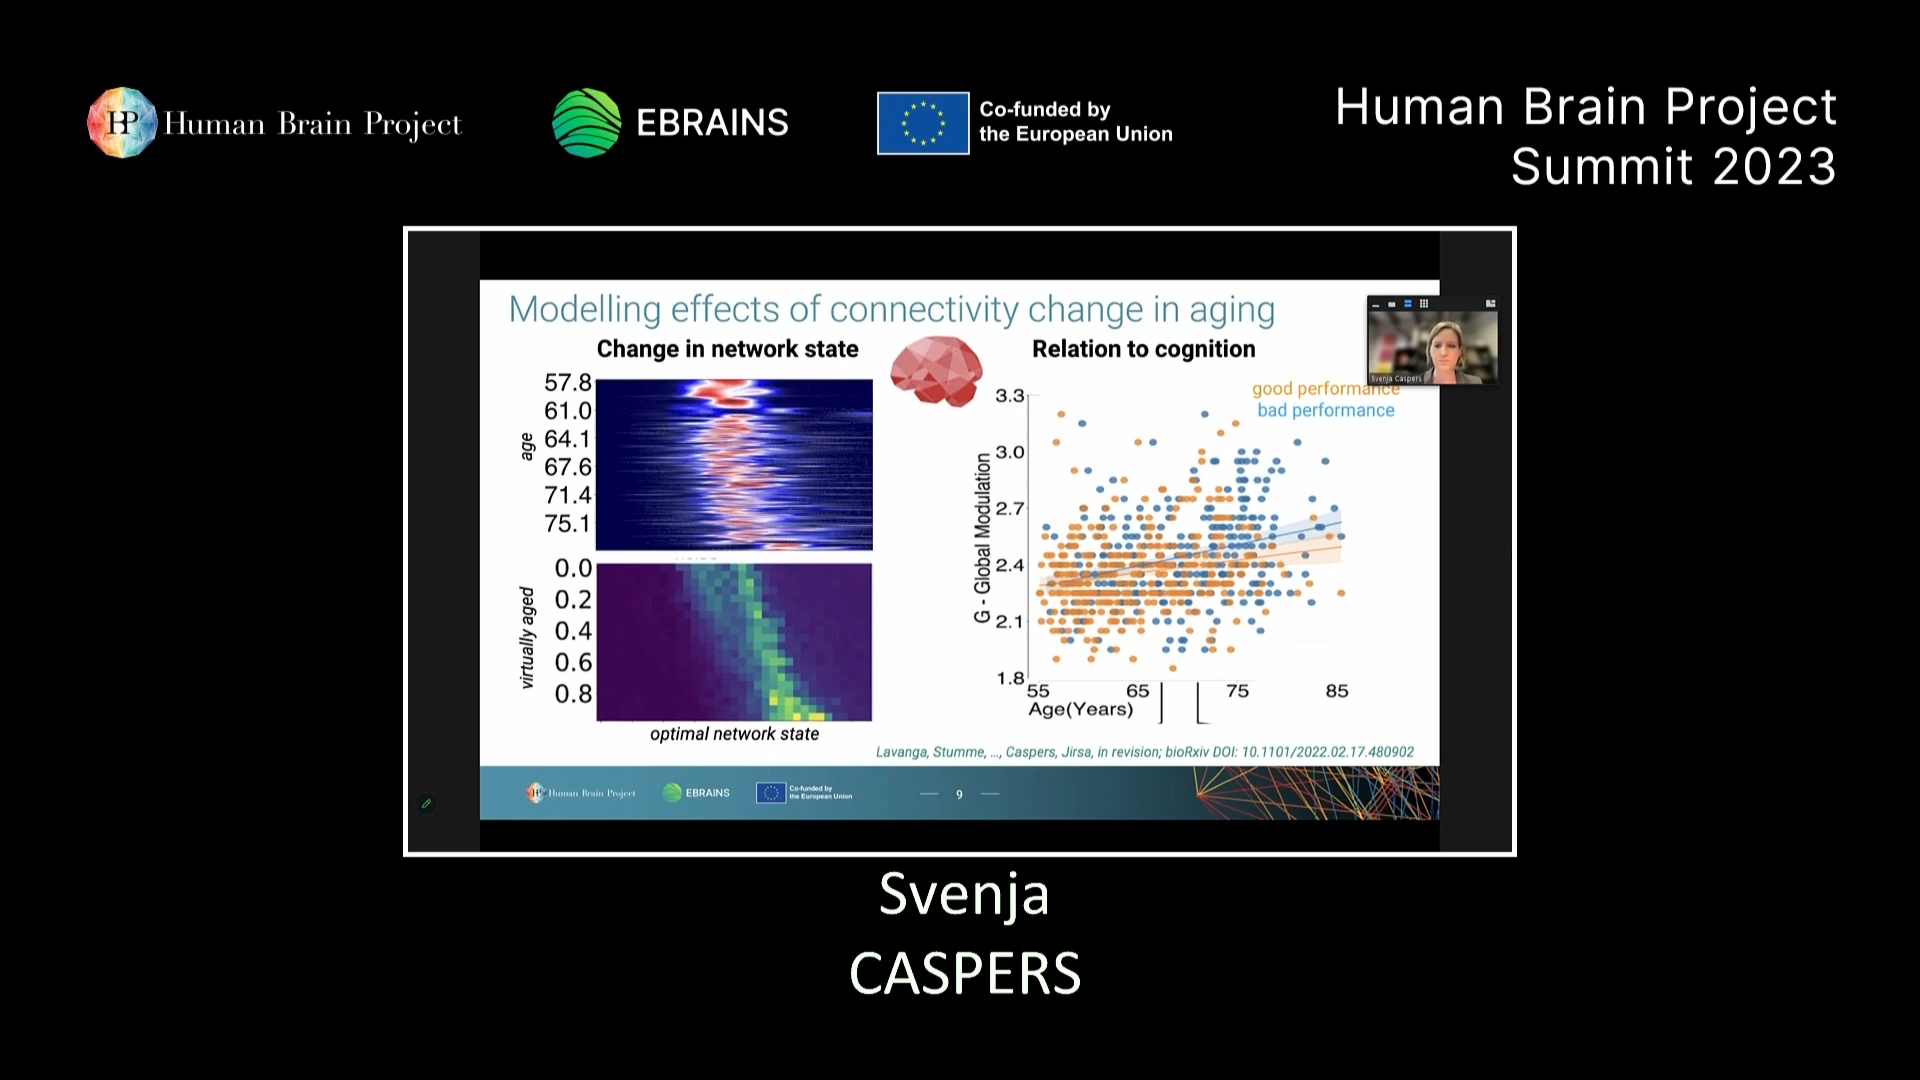 HP Human Brain Project
EBRAINS
Co-funded by
the European Union
Human Brain Project
Summit 2023
Modelling effects of connectivity change in aging
Change in network state
57.8
61.0
64.1
67.6
71.4
75.1
age
0.0
0.2
0.4
0.6
0.8
virtually aged
optimal network state
Relation to cognition
good performance
bad performance
3.3
3.0
2.7
2.4
2.1
1.8
G - Global Modulation
55 65 75 85
Age(Years)
Svenja Caspers
Lavanga, Stumme, ..., Caspers, Jirsa, in revision; bioRxiv DOI: 10.1101/2022.02.17.480902
HP Human Brain Project
EBRAINS
Co-funded by
the European Union
9
Svenja
CASPERS